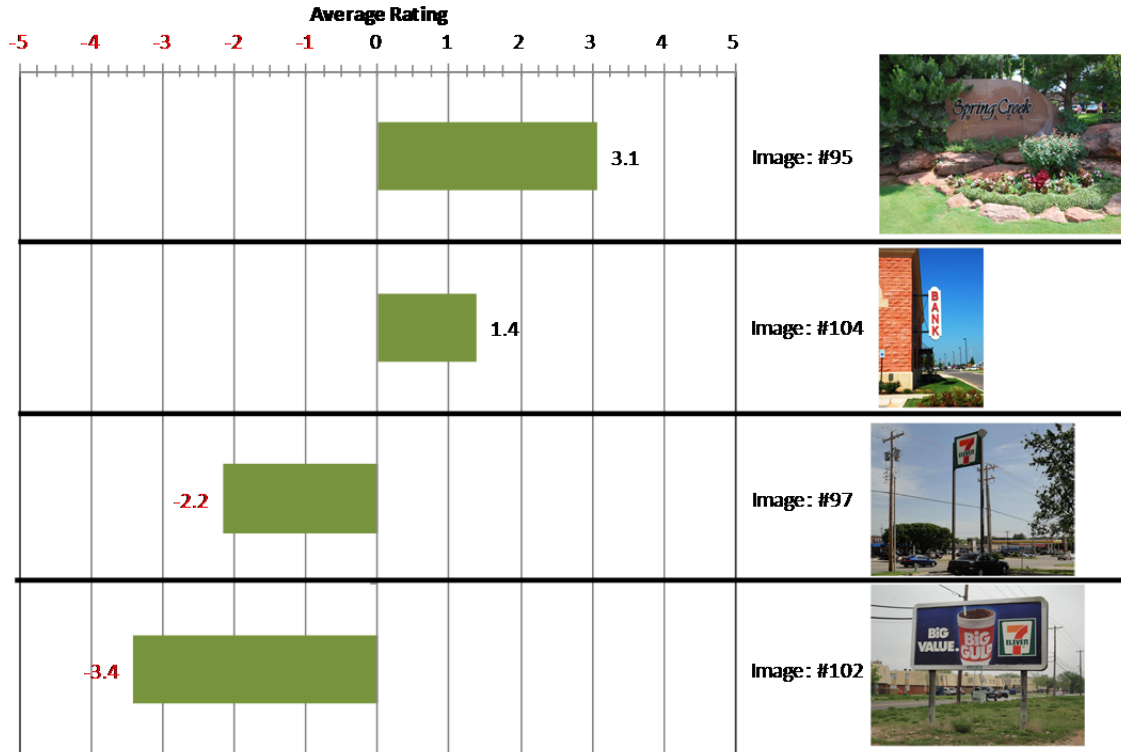 Average Rating
-5 -4 -3 -2 -1 0 1 2 3 4 5
3.1
Image: #95
Spring Creek
PLAZA
1.4
Image: #104
BANK
-2.2
Image: #97
7
ELEVEN
-3.4
Image: #102
BIG
VALUE.
BIG
GULP
7
ELEVEN